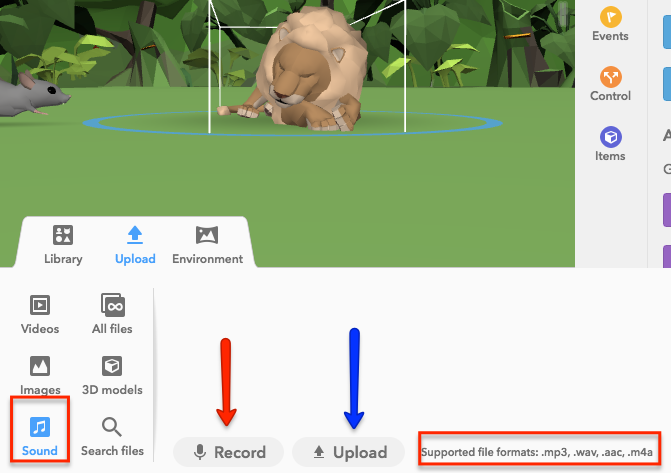 Events
Control
Items
A
G
Library Upload Environment
Videos All files
Images 3D models
Sound Search files
Record Upload Supported file formats: .mp3, .wav, .aac, .m4a